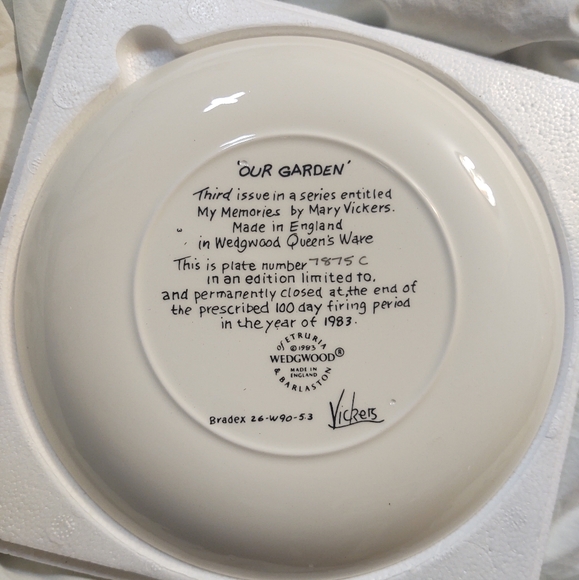 'OUR GARDEN'
Third issue in a series entitled
My Memories by Mary Vickers.
Made in England
in Wedgwood Queen's Ware
This is plate number 7875 C
in an edition limited to,
and permanently closed at the end of
the prescribed 100 day firing period
in the year of 1983.
of ETRURIA
©1983
WEDGWOOD®
MADE IN
ENGLAND
& BARLASTON
Bradex 26-W90-5.3
Vickers